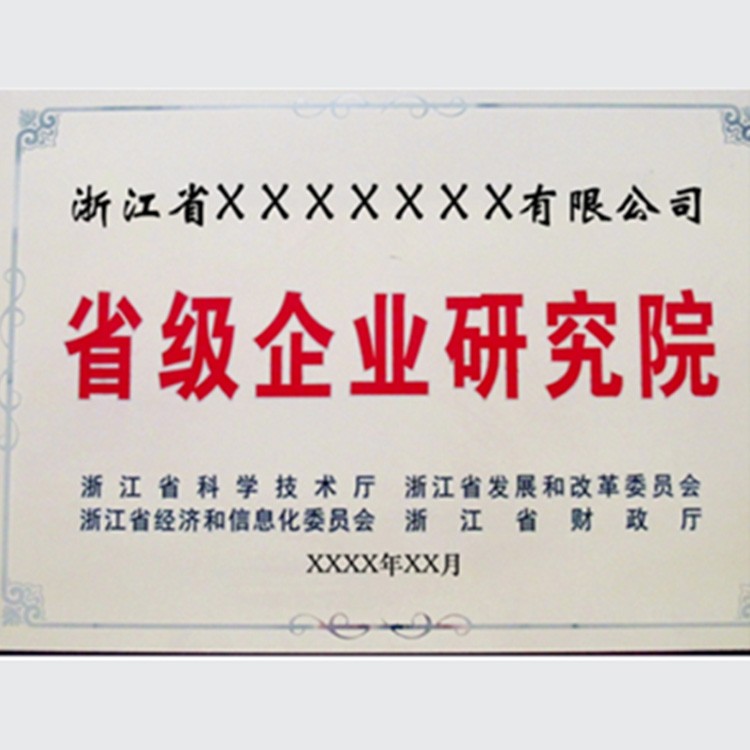 浙江省XXXXXXX有限公司
省级企业研究院
浙江省科学技术厅 浙江省发展和改革委员会
浙江省经济和信息化委员会 浙江省财政厅
XXXX年XX月